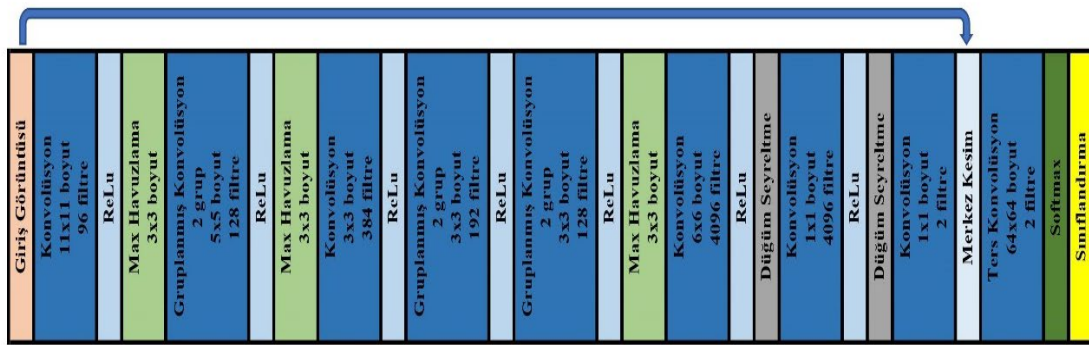 Giriş Görüntüsü
Konvolüsyon
11x11 boyut
96 filtre
ReLu
Max Havuzlama
3x3 boyut
Gruplanmış Konvolüsyon
2 grup
5x5 boyut
128 filtre
ReLu
Max Havuzlama
3x3 boyut
Konvolüsyon
3x3 boyut
384 filtre
ReLu
Gruplanmış Konvolüsyon
2 grup
3x3 boyut
192 filtre
ReLu
Gruplanmış Konvolüsyon
2 grup
3x3 boyut
128 filtre
ReLu
Max Havuzlama
3x3 boyut
Konvolüsyon
6x6 boyut
4096 filtre
ReLu
Düğüm Seyreltme
Konvolüsyon
1x1 boyut
4096 filtre
ReLu
Düğüm Seyreltme
Konvolüsyon
1x1 boyut
2 filtre
Merkez Kesim
Ters Konvolüsyon
64x64 boyut
2 filtre
Softmax
Sınıflandırma